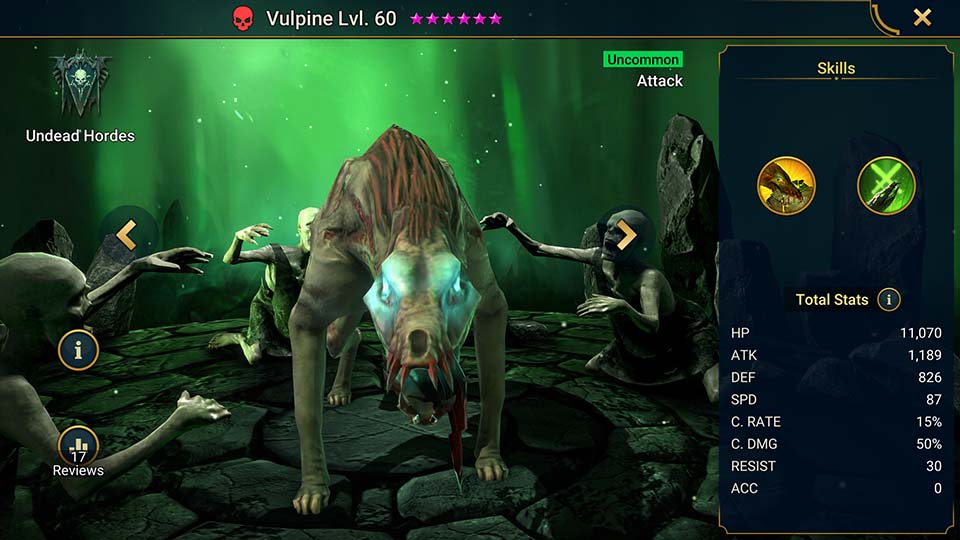 Vulpine Lvl. 60
Undead Hordes
Uncommon
Attack
17
Reviews
Skills
Total Stats
HP 11,070
ATK 1,189
DEF 826
SPD 87
C. RATE 15%
C. DMG 50%
RESIST 30
ACC 0